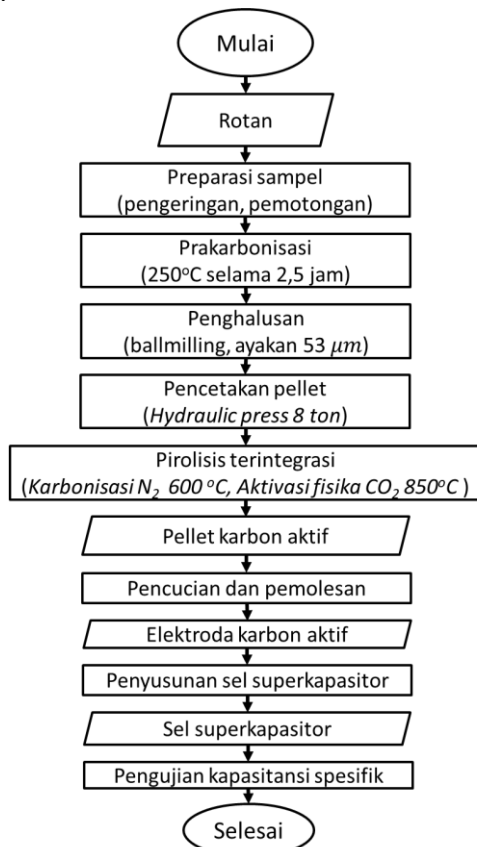 Mulai
Rotan
Preparasi sampel
(pengeringan, pemotongan)
Prakarbonisasi
(250°C selama 2,5 jam)
Penghalusan
(ballmilling, ayakan 53 μm)
Pencetakan pellet
(Hydraulic press 8 ton)
Pirolisis terintegrasi
(Karbonisasi N₂ 600 °C, Aktivasi fisika CO₂ 850°C )
Pellet karbon aktif
Pencucian dan pemolesan
Elektroda karbon aktif
Penyusunan sel superkapasitor
Sel superkapasitor
Pengujian kapasitansi spesifik
Selesai